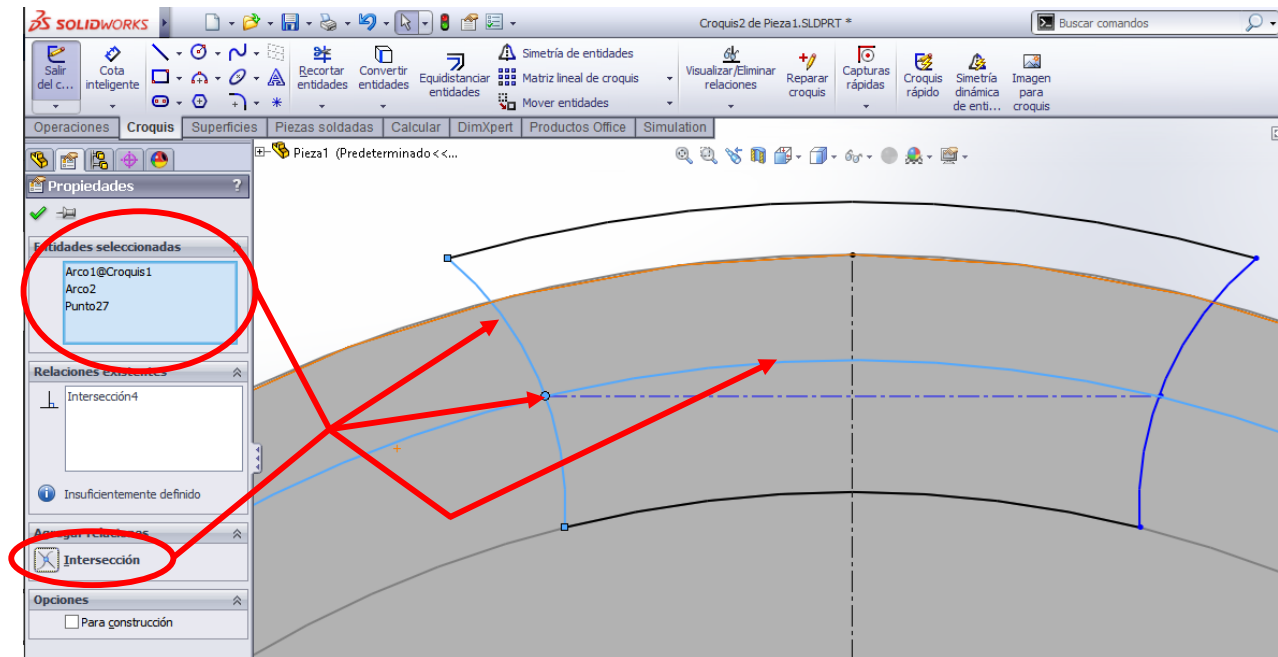 SOLIDWORKS
Croquis2 de Pieza1.SLDPRT *
Buscar comandos
Salir del c...
Cota inteligente
Recortar entidades
Convertir entidades
Equidistanciar entidades
Simetría de entidades
Matriz lineal de croquis
Mover entidades
Visualizar/Eliminar relaciones
Reparar croquis
Capturas rápidas
Croquis rápido
Simetría dinámica de enti...
Imagen para croquis
Operaciones
Croquis
Superficies
Piezas soldadas
Calcular
DimXpert
Productos Office
Simulation
Pieza1 (Predeterminado<<...
Propiedades
?
Entidades seleccionadas
Arco1@Croquis1
Arco2
Punto27
Relaciones existentes
Intersección4
Insuficientemente definido
Agregar relaciones
Intersección
Opciones
Para construcción